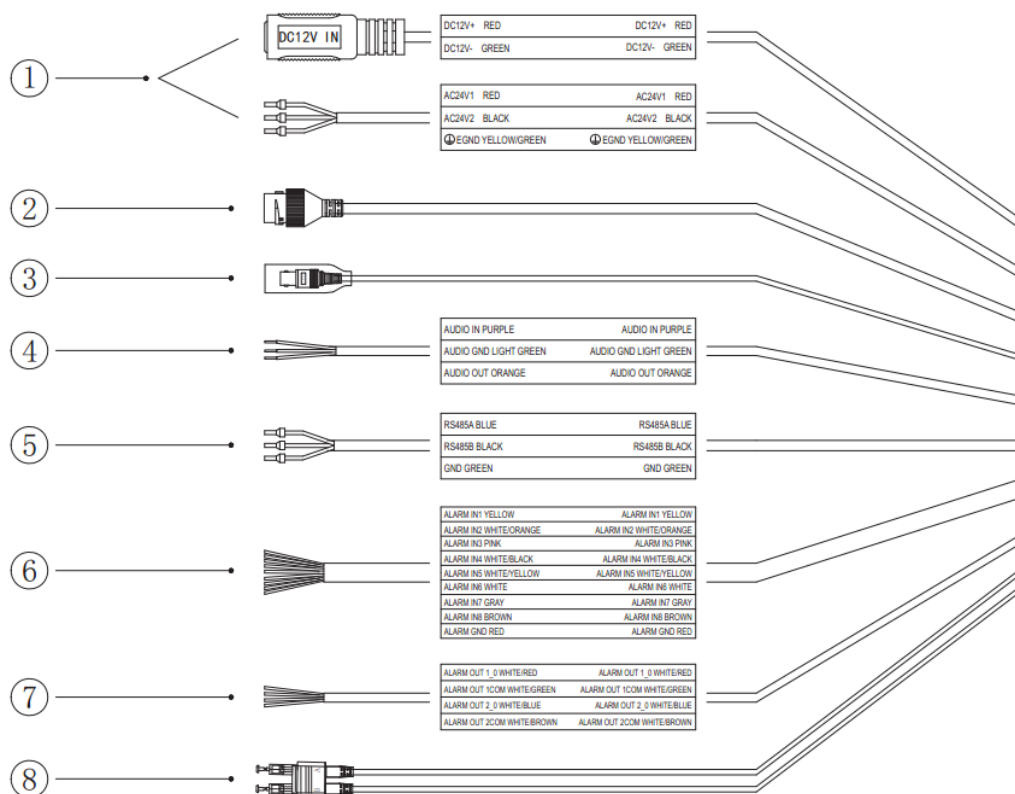 DC12V IN
DC12V+ RED DC12V+ RED
DC12V- GREEN DC12V- GREEN
①
AC24V1 RED AC24V1 RED
AC24V2 BLACK AC24V2 BLACK
EGND YELLOW/GREEN EGND YELLOW/GREEN
②
③
④
AUDIO IN PURPLE AUDIO IN PURPLE
AUDIO GND LIGHT GREEN AUDIO GND LIGHT GREEN
AUDIO OUT ORANGE AUDIO OUT ORANGE
⑤
RS485A BLUE RS485A BLUE
RS485B BLACK RS485B BLACK
GND GREEN GND GREEN
⑥
ALARM IN1 YELLOW ALARM IN1 YELLOW
ALARM IN2 WHITE/ORANGE ALARM IN2 WHITE/ORANGE
ALARM IN3 PINK ALARM IN3 PINK
ALARM IN4 WHITE/BLACK ALARM IN4 WHITE/BLACK
ALARM IN5 WHITE/YELLOW ALARM IN5 WHITE/YELLOW
ALARM IN6 WHITE ALARM IN6 WHITE
ALARM IN7 GRAY ALARM IN7 GRAY
ALARM IN8 BROWN ALARM IN8 BROWN
ALARM GND RED ALARM GND RED
⑦
ALARM OUT 1_0 WHITE/RED ALARM OUT 1_0 WHITE/RED
ALARM OUT 1COM WHITE/GREEN ALARM OUT 1COM WHITE/GREEN
ALARM OUT 2_0 WHITE/BLUE ALARM OUT 2_0 WHITE/BLUE
ALARM OUT 2COM WHITE/BROWN ALARM OUT 2COM WHITE/BROWN
⑧